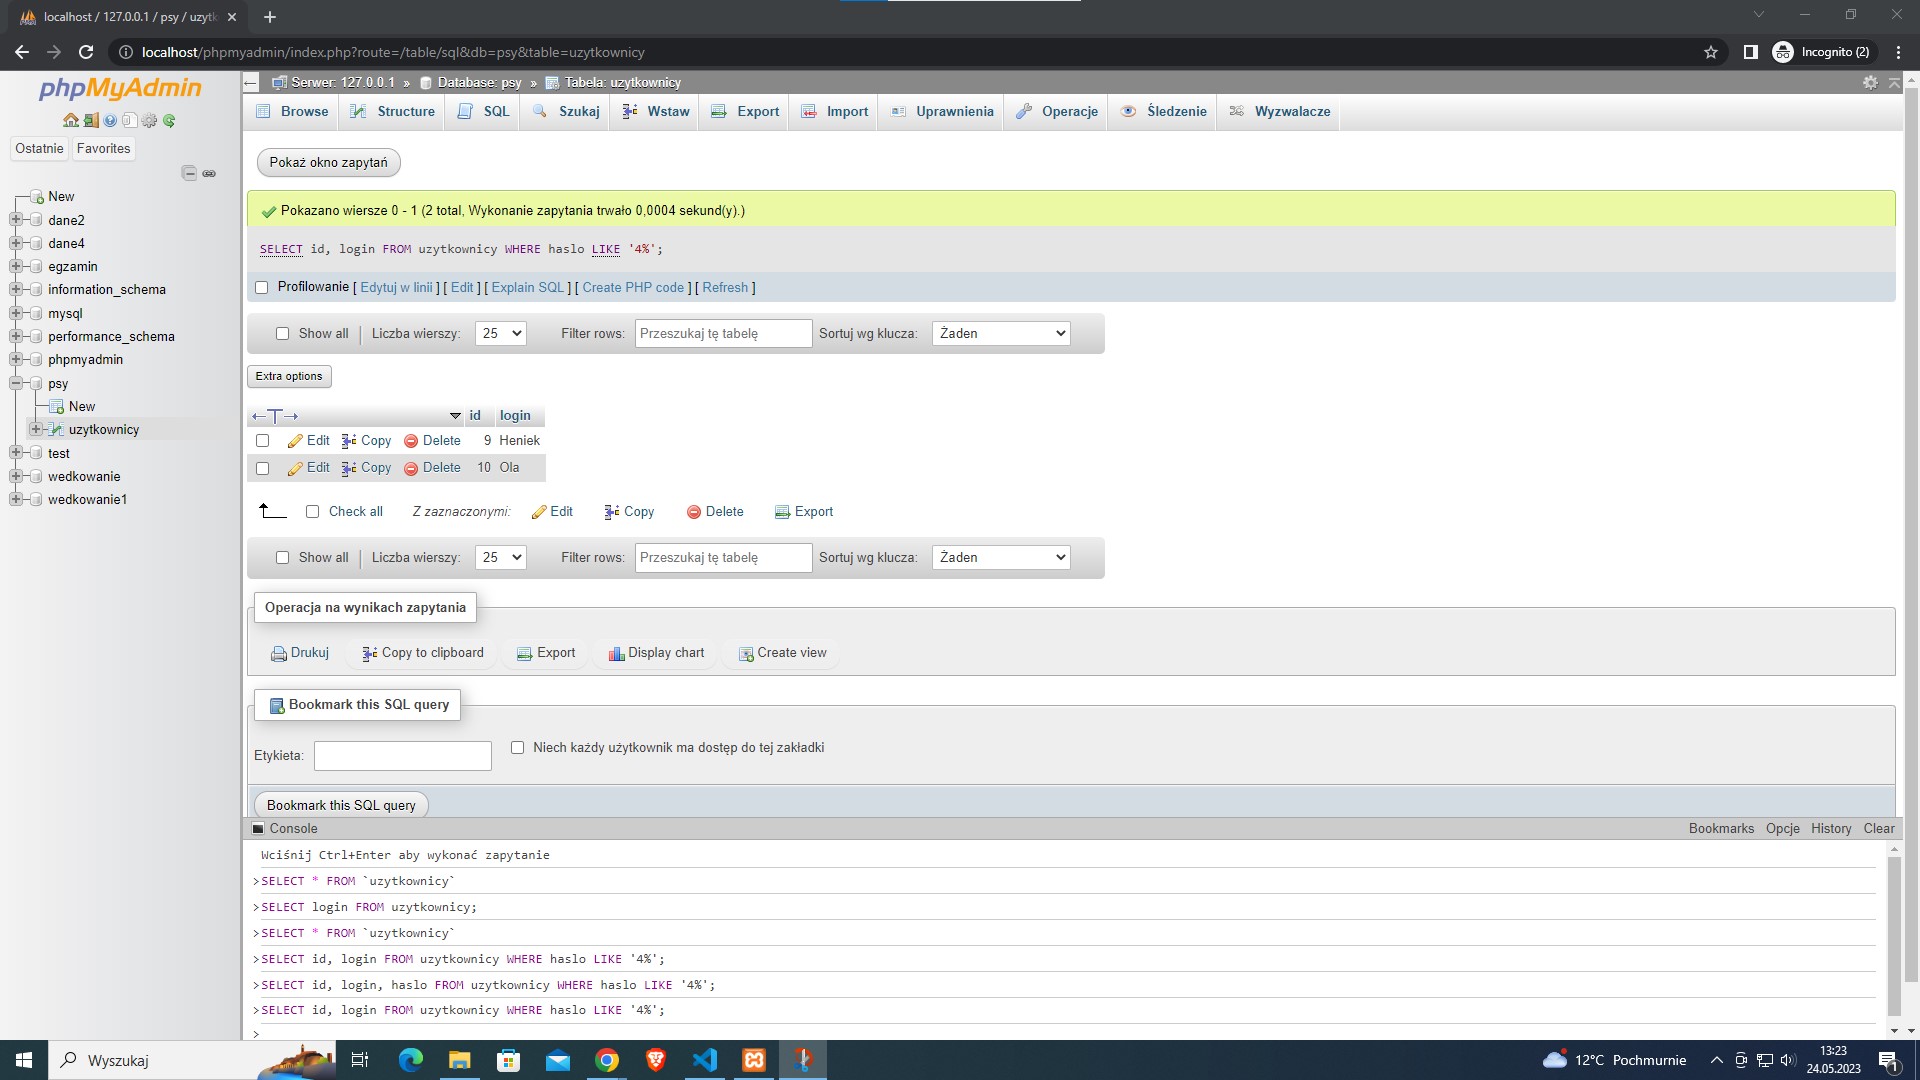 localhost / 127.0.0.1 / psy / uzytk
localhost/phpmyadmin/index.php?route=/table/sql&db=psy&table=uzytkownicy
Incognito (2)
phpMyAdmin
Ostatnie Favorites
New
dane2
dane4
egzamin
information_schema
mysql
performance_schema
phpmyadmin
psy
New
uzytkownicy
test
wedkowanie
wedkowanie1
Serwer: 127.0.0.1 » Database: psy » Tabela: uzytkownicy
Browse Structure SQL Szukaj Wstaw Export Import Uprawnienia Operacje Śledzenie Wyzwalacze
Pokaż okno zapytań
Pokazano wiersze 0 - 1 (2 total, Wykonanie zapytania trwało 0,0004 sekund(y).)
SELECT id, login FROM uzytkownicy WHERE haslo LIKE '4%';
Profilowanie [ Edytuj w linii ] [ Edit ] [ Explain SQL ] [ Create PHP code ] [ Refresh ]
Show all Liczba wierszy: 25 Filter rows: Przeszukaj tę tabelę Sortuj wg klucza: Żaden
Extra options
←T→ id login
Edit Copy Delete 9 Heniek
Edit Copy Delete 10 Ola
Check all Z zaznaczonymi: Edit Copy Delete Export
Show all Liczba wierszy: 25 Filter rows: Przeszukaj tę tabelę Sortuj wg klucza: Żaden
Operacja na wynikach zapytania
Drukuj Copy to clipboard Export Display chart Create view
Bookmark this SQL query
Etykieta: Niech każdy użytkownik ma dostęp do tej zakładki
Bookmark this SQL query
Console Bookmarks Opcje History Clear
Wciśnij Ctrl+Enter aby wykonać zapytanie
>SELECT * FROM `uzytkownicy`
>SELECT login FROM uzytkownicy;
>SELECT * FROM `uzytkownicy`
>SELECT id, login FROM uzytkownicy WHERE haslo LIKE '4%';
>SELECT id, login, haslo FROM uzytkownicy WHERE haslo LIKE '4%';
>SELECT id, login FROM uzytkownicy WHERE haslo LIKE '4%';
>
Wyszukaj
12°C Pochmurnie
13:23
24.05.2023
1